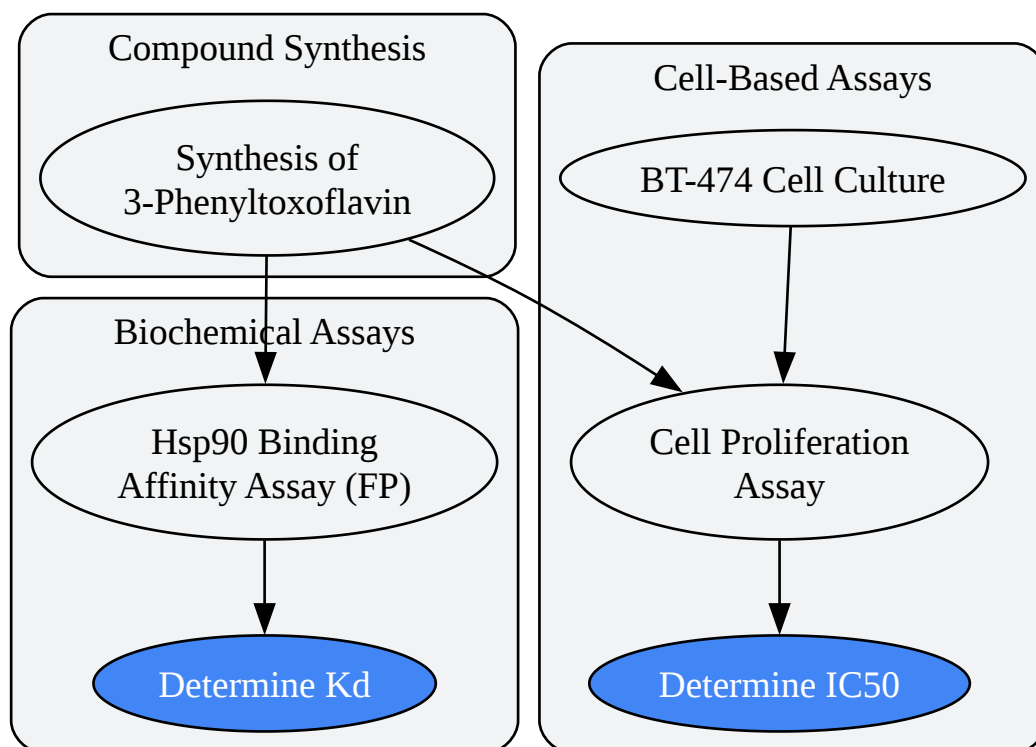 Compound Synthesis
Synthesis of
3-Phenyltoxoflavin
Biochemical Assays
Hsp90 Binding
Affinity Assay (FP)
Determine Kd
Cell-Based Assays
BT-474 Cell Culture
Cell Proliferation
Assay
Determine IC50